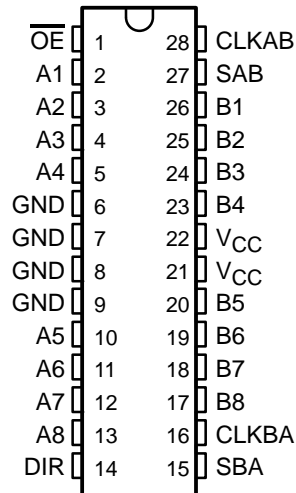 O̅E̅ 1 28 CLKAB
A1 2 27 SAB
A2 3 26 B1
A3 4 25 B2
A4 5 24 B3
GND 6 23 B4
GND 7 22 VCC
GND 8 21 VCC
GND 9 20 B5
A5 10 19 B6
A6 11 18 B7
A7 12 17 B8
A8 13 16 CLKBA
DIR 14 15 SBA